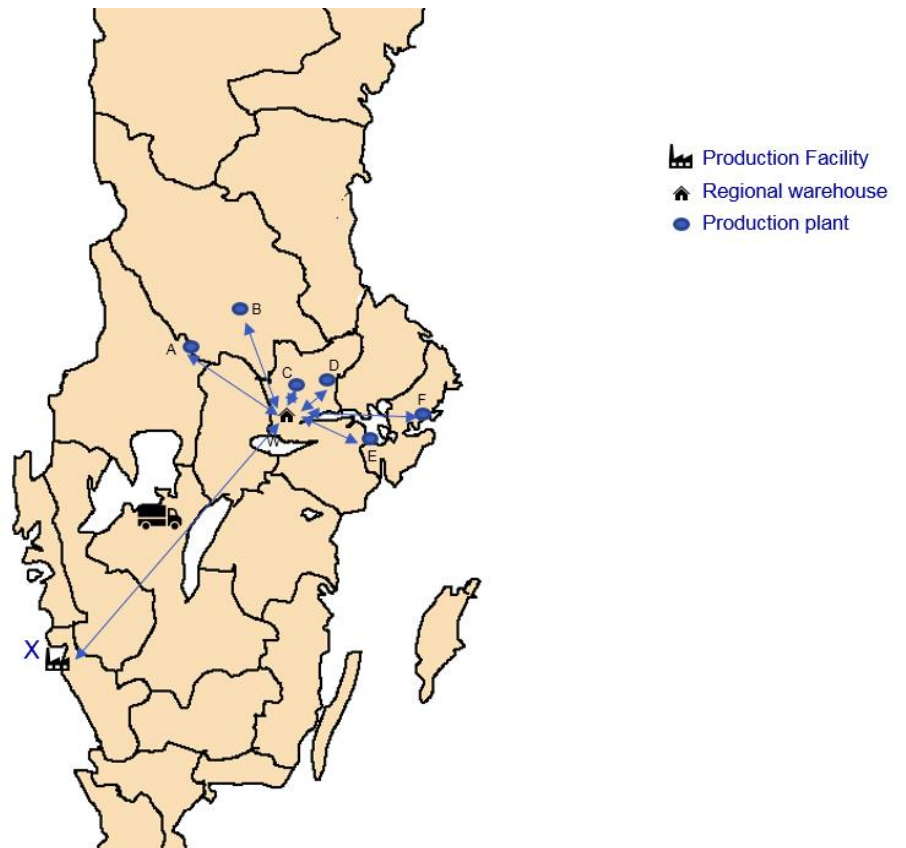 Production Facility
Regional warehouse
Production plant
B
A
C
D
F
W
E
X